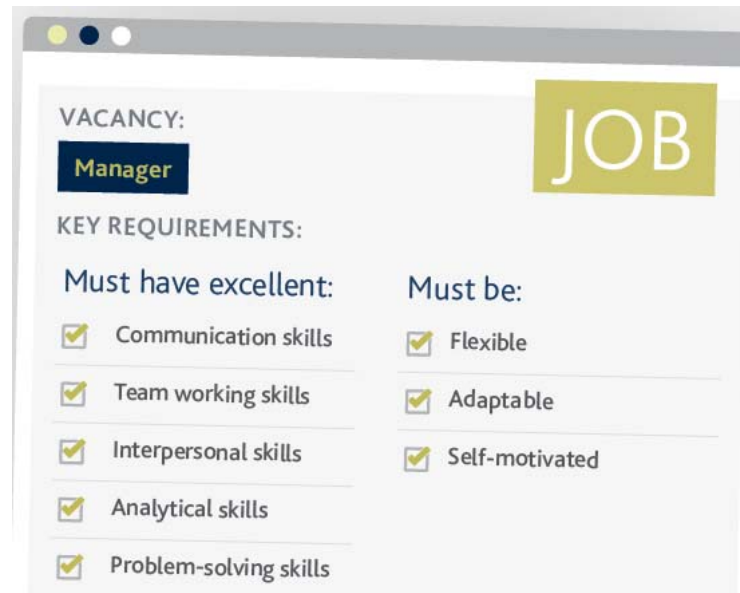 JOB
VACANCY:
Manager
KEY REQUIREMENTS:
Must have excellent:
Communication skills
Team working skills
Interpersonal skills
Analytical skills
Problem-solving skills
Must be:
Flexible
Adaptable
Self-motivated